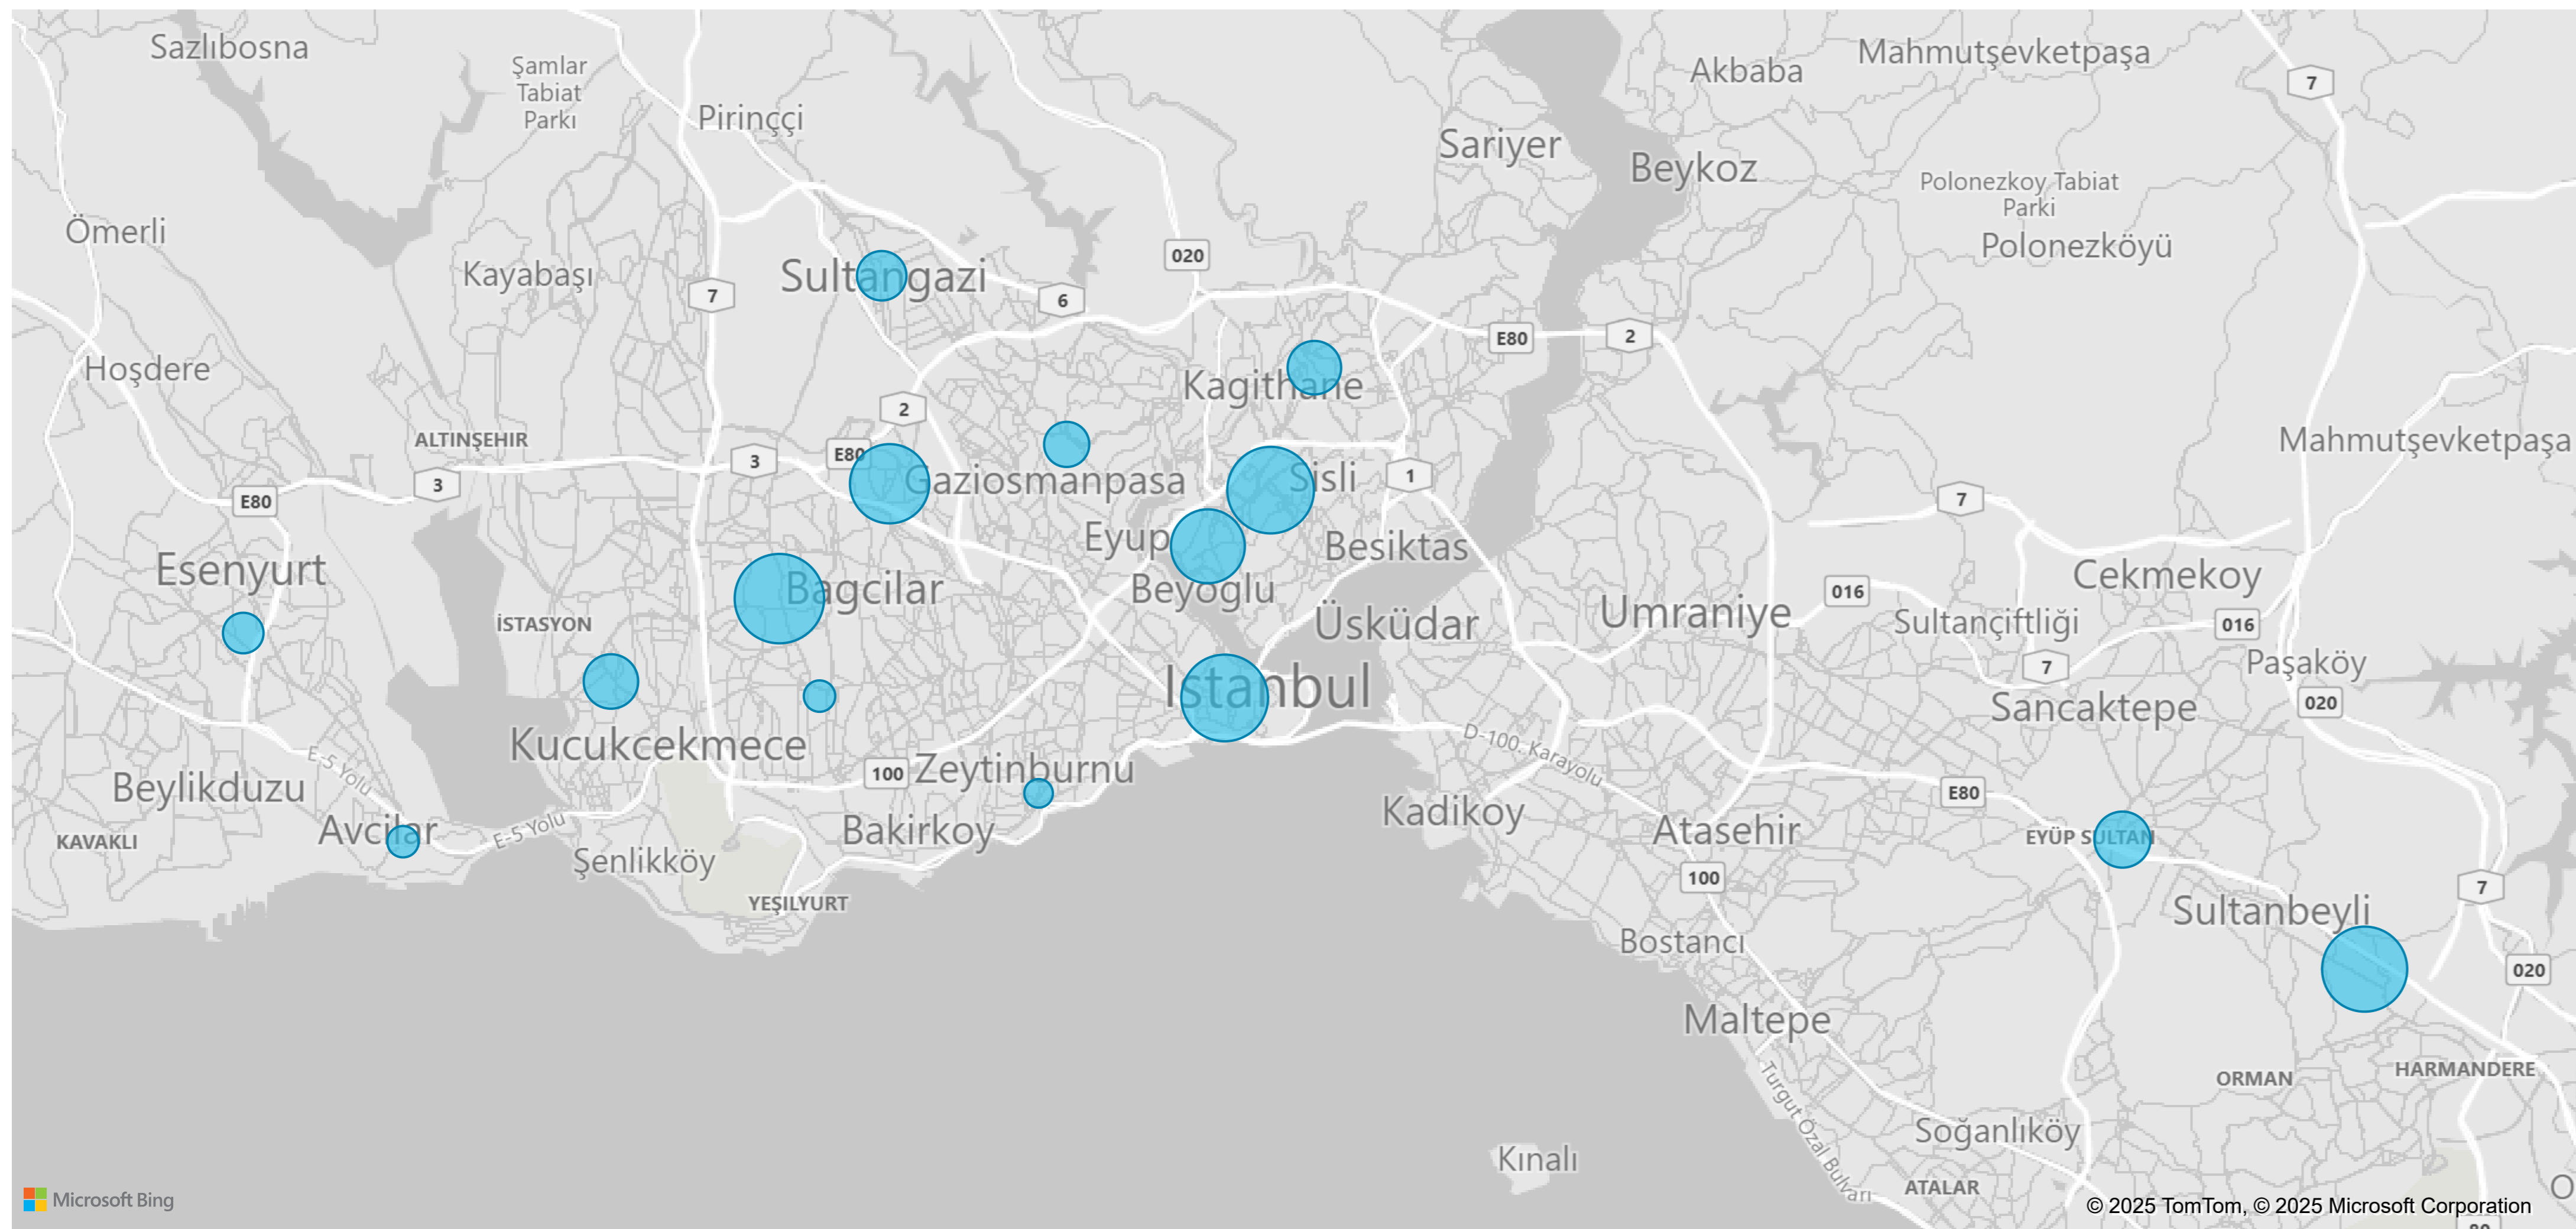 Sazlıbosna
Şamlar
Tabiat
Parkı
Pirinççi
Akbaba
Mahmutşevketpaşa
7
Sariyer
Beykoz
Polonezkoy Tabiat
Parki
Polonezköyü
Ömerli
Kayabaşı
Sultangazi
7
6
020
E80
2
Hoşdere
Kagithane
2
ALTINŞEHIR
3
3
E80
Gaziosmanpasa
Sisli
1
Mahmutşevketpaşa
E80
7
Eyup
Besiktas
Esenyurt
Bagcilar
Beyoglu
Cekmekoy
016
İSTASYON
Üsküdar
Umraniye
Sultançiftliği
016
7
Paşaköy
Istanbul
Sancaktepe
020
Kucukcekmece
D-100. Karayolu
E-5 Yolu
100
Zeytinburnu
Beylikduzu
E80
Kadikoy
KAVAKLI
Avcilar
E-5 Yolu
Bakirkoy
Atasehir
EYÜP SULTAN
Şenlikköy
100
7
YEŞILYURT
Sultanbeyli
Bostancı
020
Maltepe
HARMANDERE
ORMAN
Turgut Özal Bulvarı
Soğanlıköy
Kınalı
ATALAR
O
Microsoft Bing
© 2025 TomTom, © 2025 Microsoft Corporation